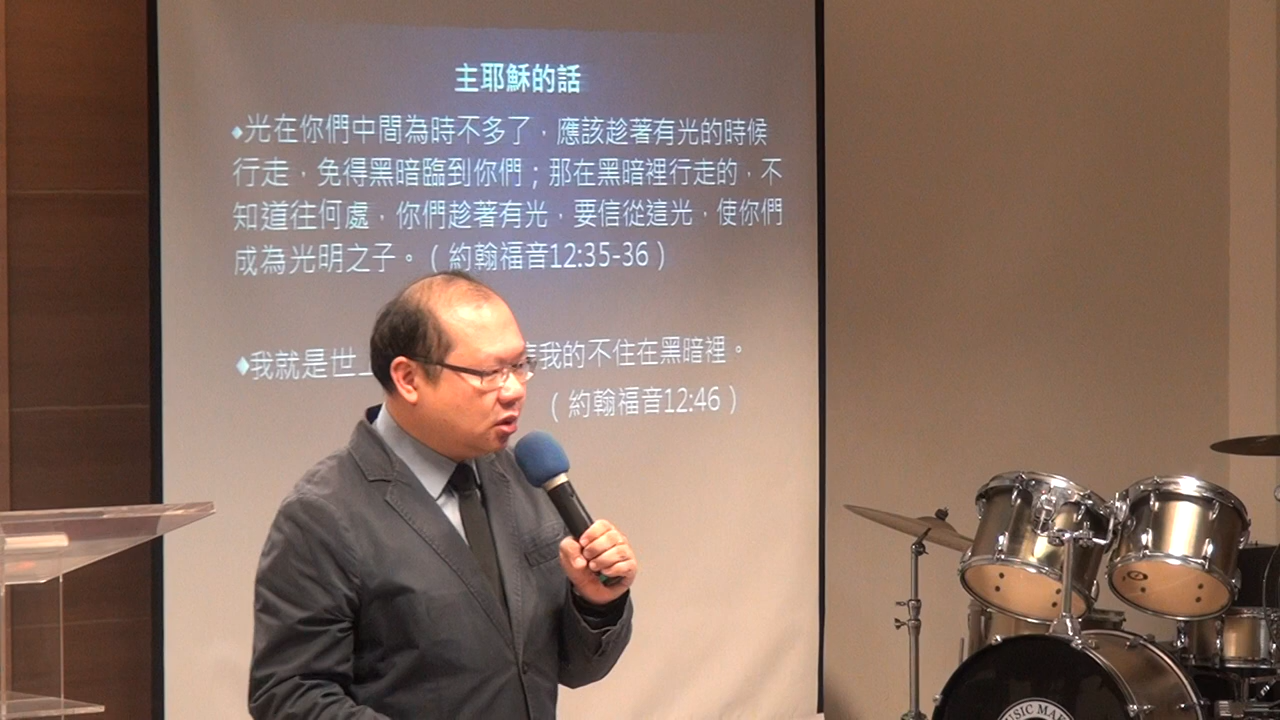 主耶穌的話
◆光在你們中間為時不多了，應該趁著有光的時候
行走，免得黑暗臨到你們；那在黑暗裡行走的，不
知道往何處，你們趁著有光，要信從這光，使你們
成為光明之子。（約翰福音12:35-36）
◆我就是世 我的不住在黑暗裡。
（約翰福音12:46）
MUSIC